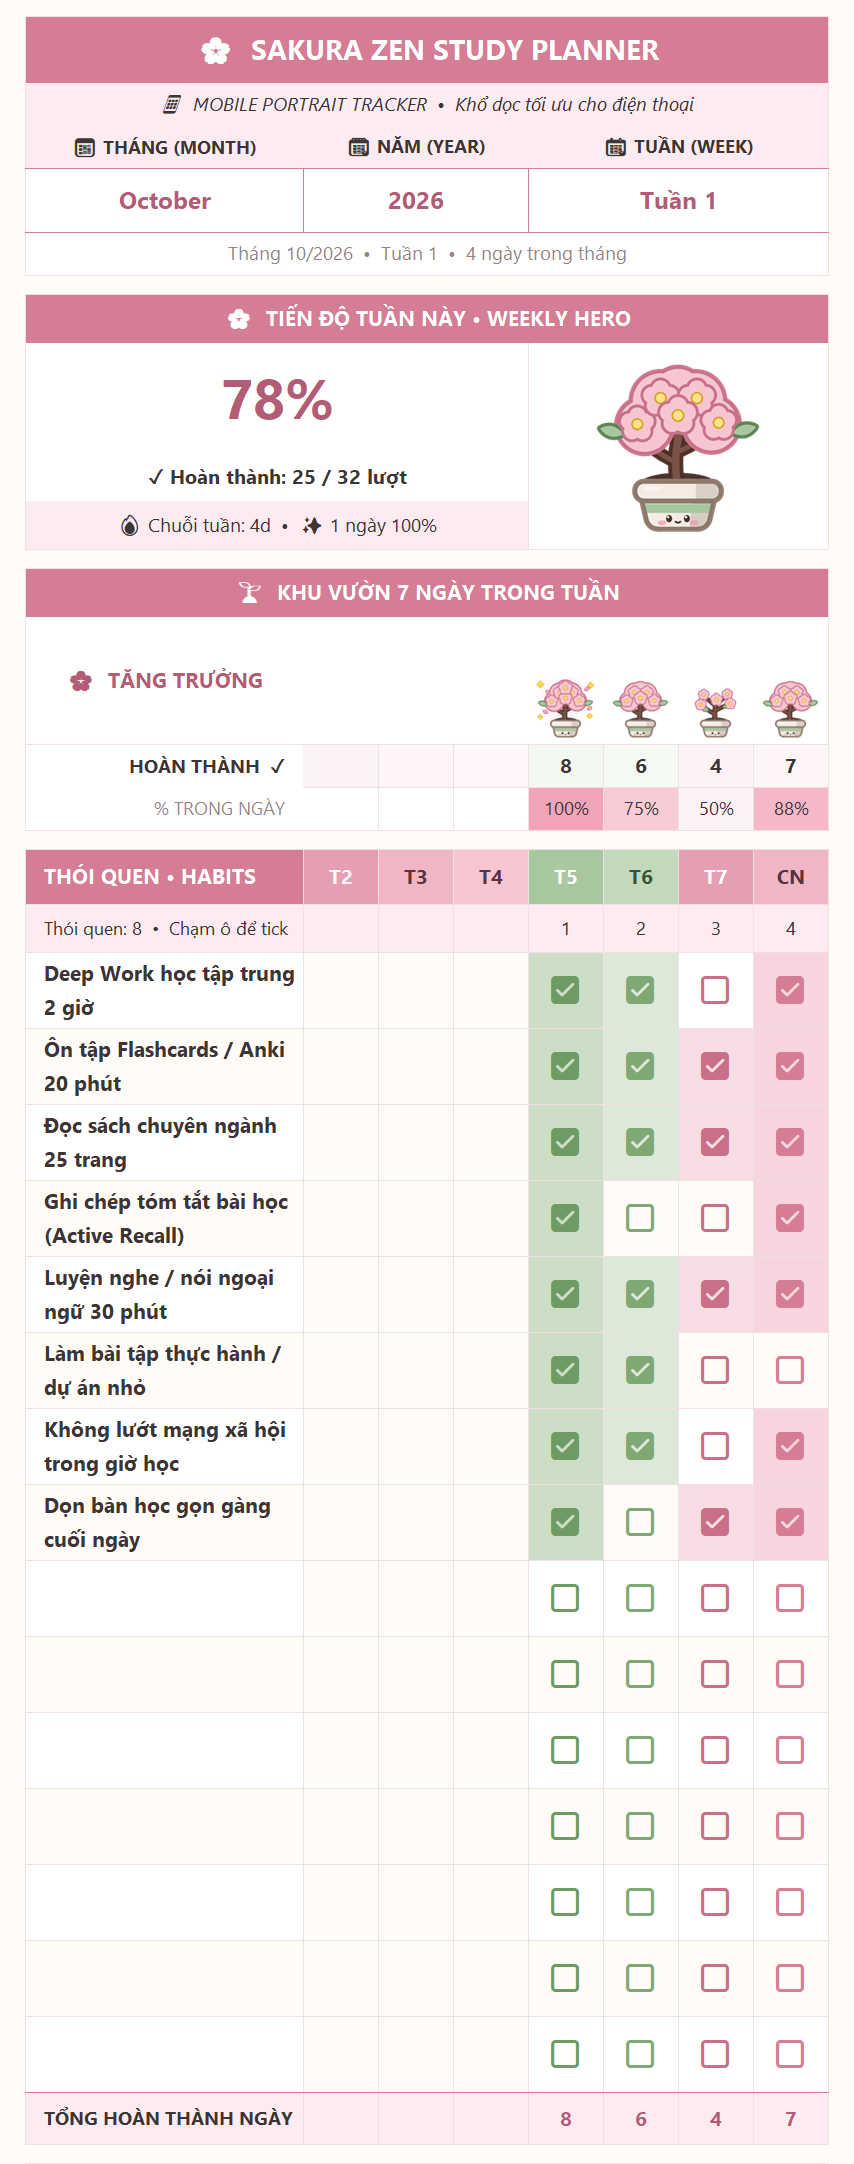 SAKURA ZEN STUDY PLANNER
MOBILE PORTRAIT TRACKER • Khổ dọc tối ưu cho điện thoại
THÁNG (MONTH) NĂM (YEAR) TUẦN (WEEK)
October 2026 Tuần 1
Tháng 10/2026 • Tuần 1 • 4 ngày trong tháng
TIẾN ĐỘ TUẦN NÀY • WEEKLY HERO
78%
✓ Hoàn thành: 25 / 32 lượt
Chuỗi tuần: 4d • 1 ngày 100%
KHU VƯỜN 7 NGÀY TRONG TUẦN
TĂNG TRƯỞNG
HOÀN THÀNH ✓ 8 6 4 7
% TRONG NGÀY 100% 75% 50% 88%
THÓI QUEN • HABITS T2 T3 T4 T5 T6 T7 CN
Thói quen: 8 • Chạm ô để tick 1 2 3 4
Deep Work học tập trung
2 giờ
Ôn tập Flashcards / Anki
20 phút
Đọc sách chuyên ngành
25 trang
Ghi chép tóm tắt bài học
(Active Recall)
Luyện nghe / nói ngoại
ngữ 30 phút
Làm bài tập thực hành /
dự án nhỏ
Không lướt mạng xã hội
trong giờ học
Dọn bàn học gọn gàng
cuối ngày
TỔNG HOÀN THÀNH NGÀY 8 6 4 7